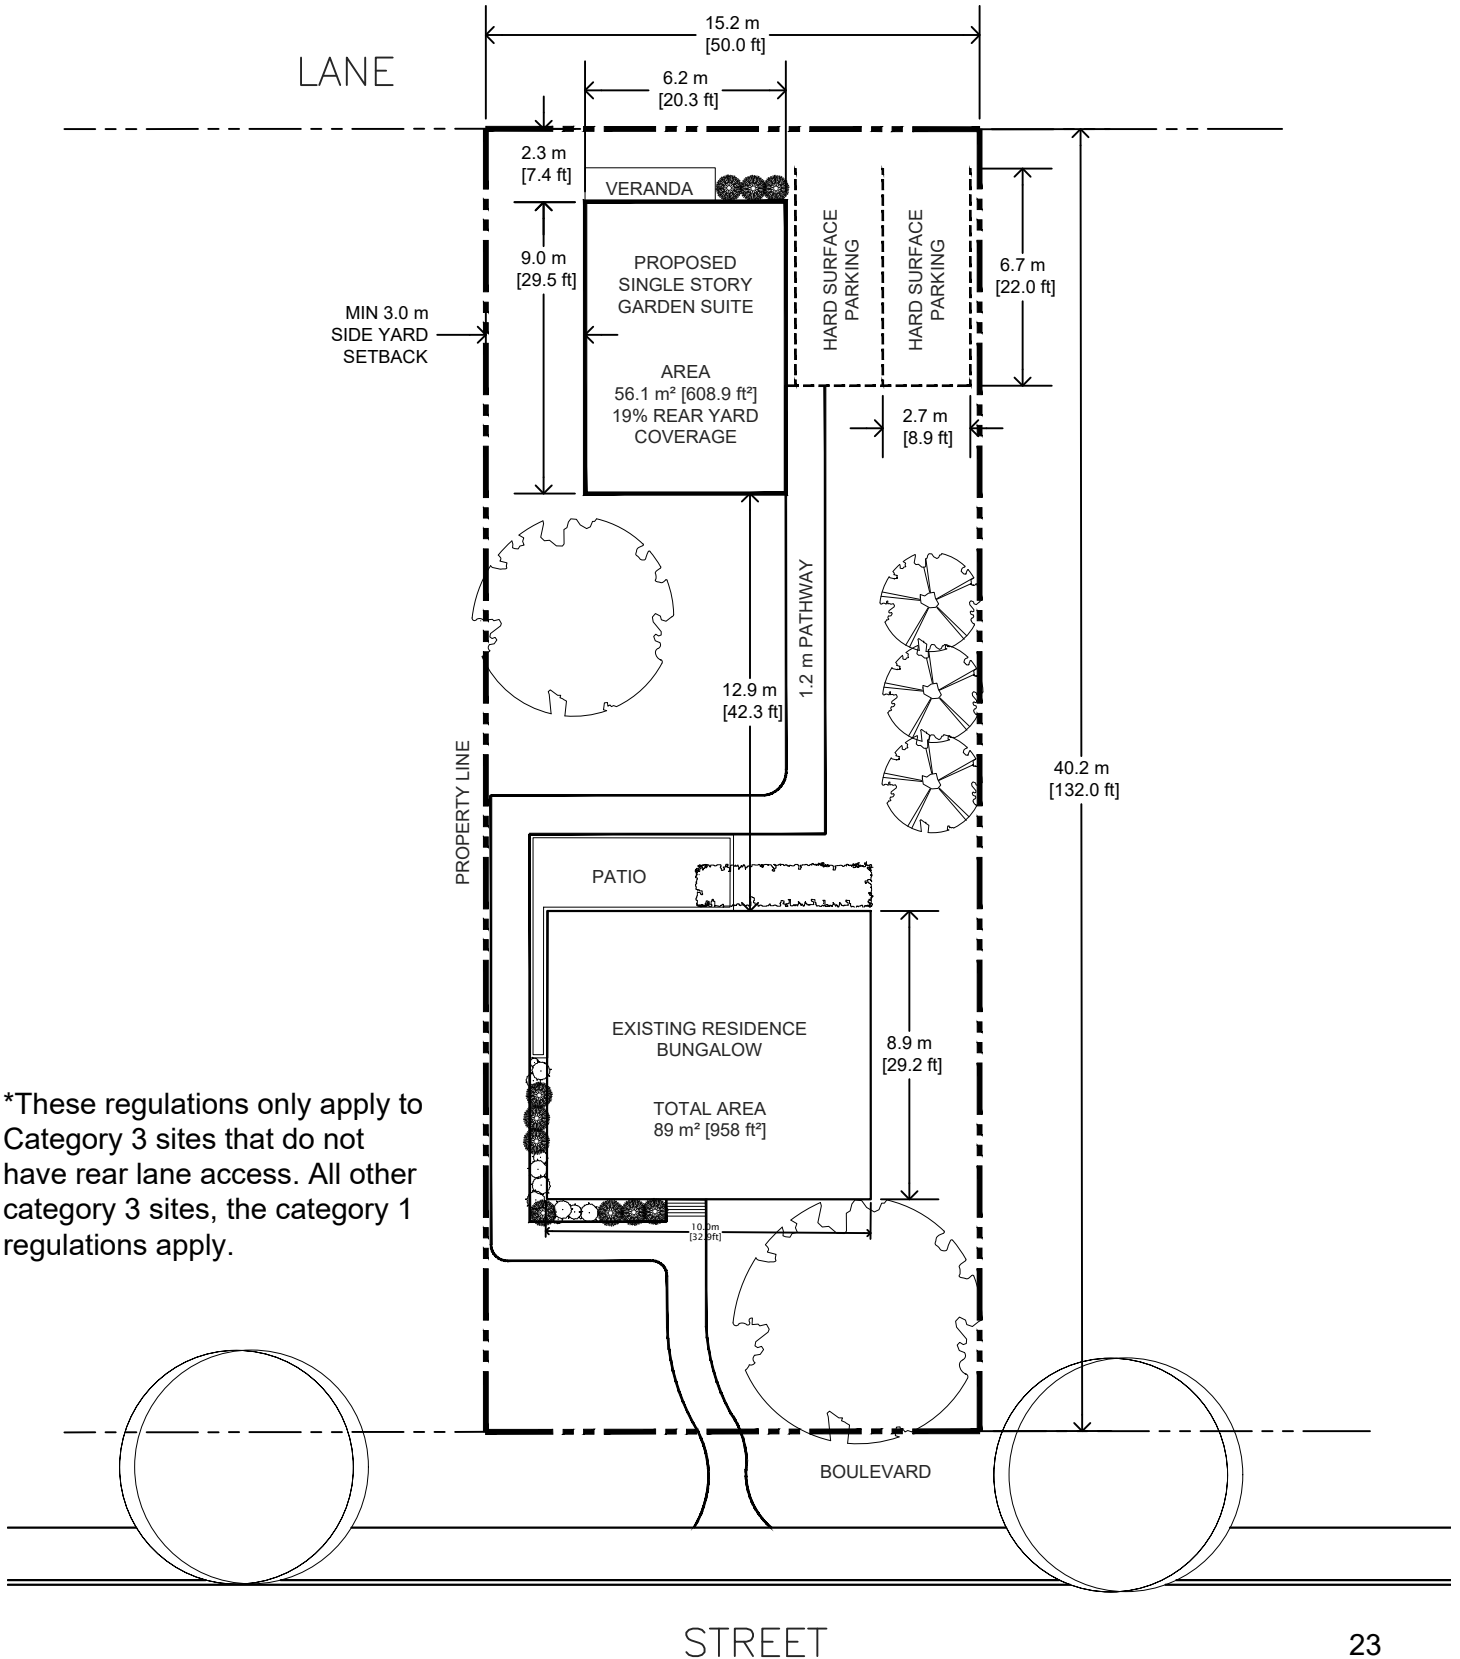 15.2 m
[50.0 ft]
LANE
6.2 m
[20.3 ft]
2.3 m
[7.4 ft]
VERANDA
9.0 m
[29.5 ft]
PROPOSED
SINGLE STORY
GARDEN SUITE
AREA
56.1 m² [608.9 ft²]
19% REAR YARD
COVERAGE
HARD SURFACE
PARKING
HARD SURFACE
PARKING
6.7 m
[22.0 ft]
MIN 3.0 m
SIDE YARD
SETBACK
2.7 m
[8.9 ft]
1.2 m PATHWAY
12.9 m
[42.3 ft]
PROPERTY LINE
40.2 m
[132.0 ft]
PATIO
EXISTING RESIDENCE
BUNGALOW
TOTAL AREA
89 m² [958 ft²]
8.9 m
[29.2 ft]
*These regulations only apply to
Category 3 sites that do not
have rear lane access. All other
category 3 sites, the category 1
regulations apply.
10.0m
[32.9ft]
BOULEVARD
STREET
23